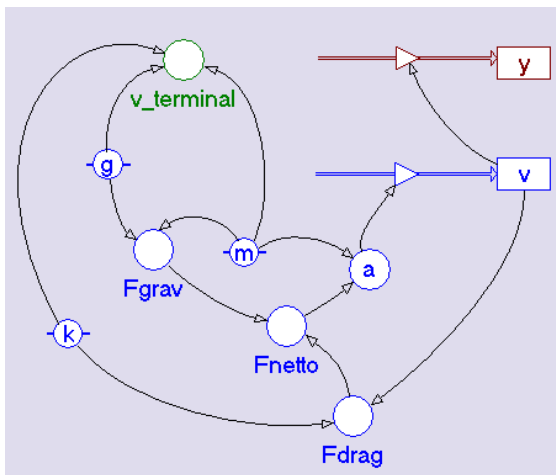 y
v_terminal
g
v
m
a
Fgrav
k
Fnetto
Fdrag